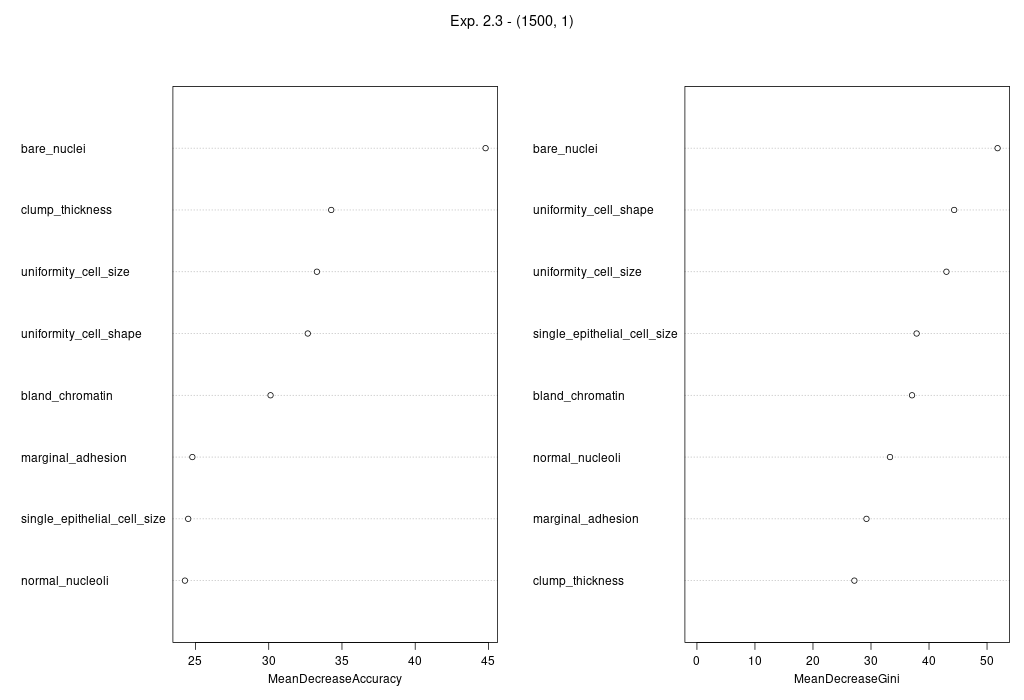 Exp. 2.3 - (1500, 1)
bare_nuclei
clump_thickness
uniformity_cell_size
uniformity_cell_shape
bland_chromatin
marginal_adhesion
single_epithelial_cell_size
normal_nucleoli
25 30 35 40 45
MeanDecreaseAccuracy
bare_nuclei
uniformity_cell_shape
uniformity_cell_size
single_epithelial_cell_size
bland_chromatin
normal_nucleoli
marginal_adhesion
clump_thickness
0 10 20 30 40 50
MeanDecreaseGini